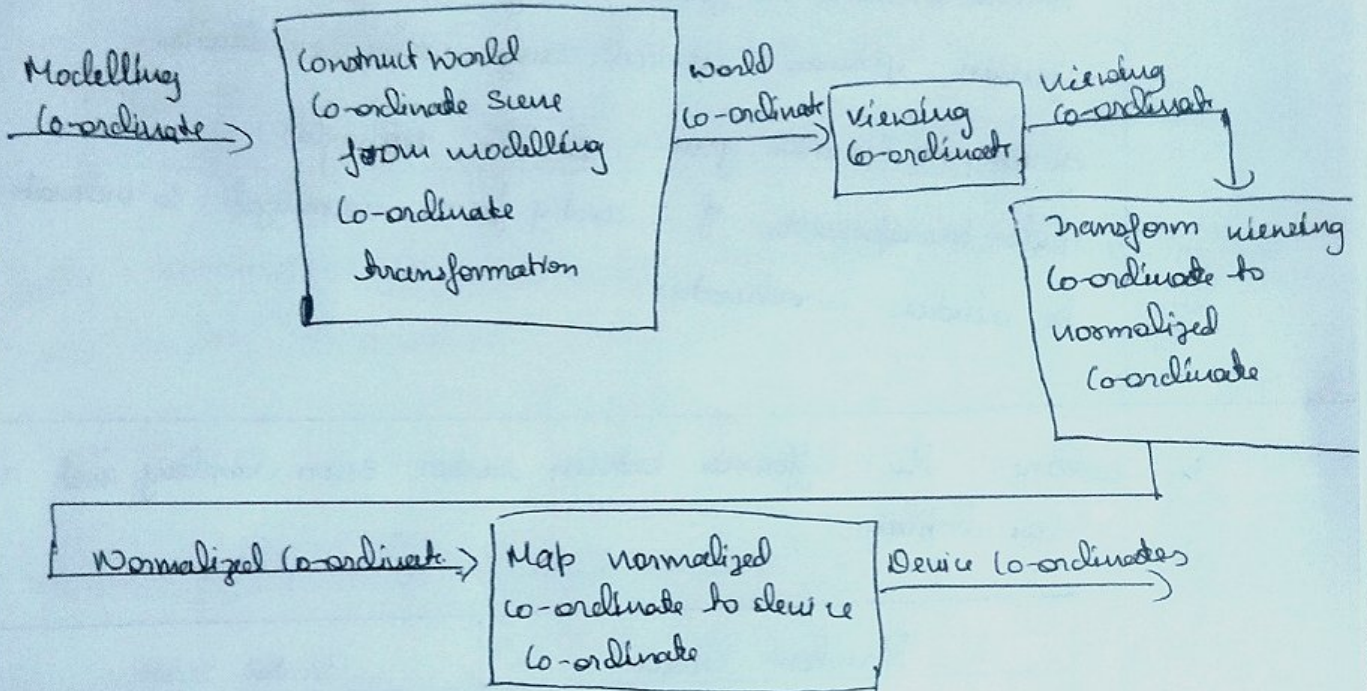 Modelling
Co-ordinate
Construct world
Co-ordinate Scene
from modelling
Co-ordinate
transformation
world
Co-ordinate
Viewing
Co-ordinate
Viewing
Co-ordinate
Transform viewing
Co-ordinate to
normalized
Co-ordinate
Normalized Co-ordinate
Map normalized
Co-ordinate to device
Co-ordinate
Device Co-ordinates